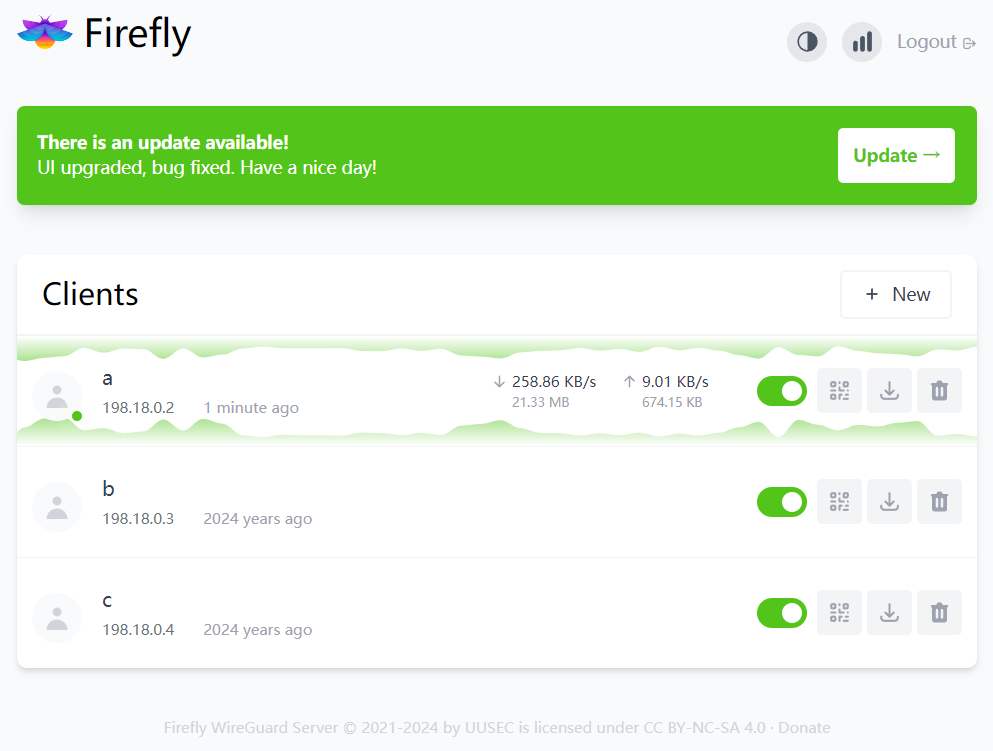 Firefly
Logout
There is an update available!
UI upgraded, bug fixed. Have a nice day!
Update →
Clients
+ New
a
↓ 258.86 KB/s ↑ 9.01 KB/s
198.18.0.2 1 minute ago
21.33 MB 674.15 KB
b
198.18.0.3 2024 years ago
c
198.18.0.4 2024 years ago
Firefly WireGuard Server © 2021-2024 by UUSEC is licensed under CC BY-NC-SA 4.0 · Donate